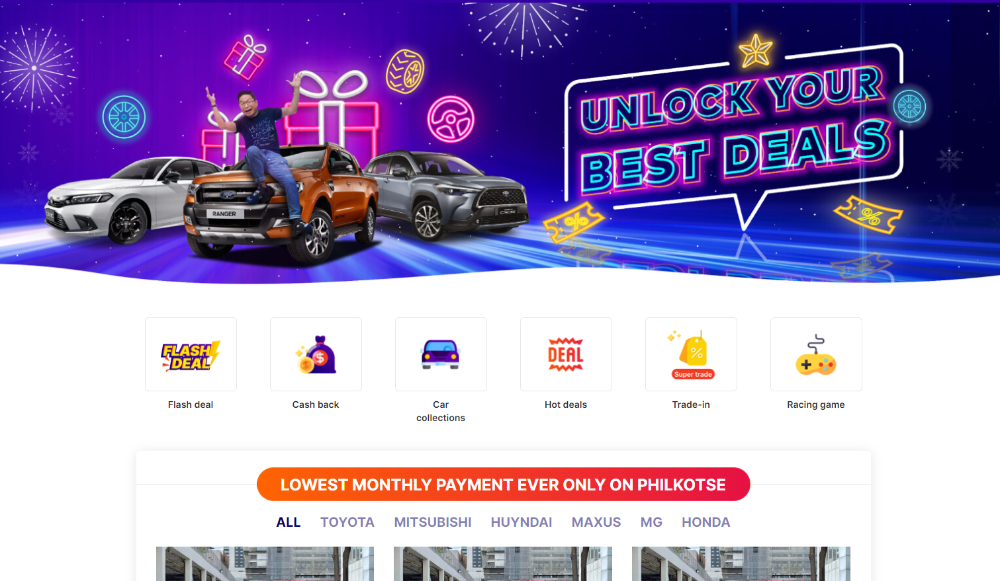 UNLOCK YOUR
BEST DEALS
RANGER
FLASH
DEAL
DEAL
Super trade
Flash deal
Cash back
Car
collections
Hot deals
Trade-in
Racing game
LOWEST MONTHLY PAYMENT EVER ONLY ON PHILKOTSE
ALL
TOYOTA
MITSUBISHI
HUYNDAI
MAXUS
MG
HONDA